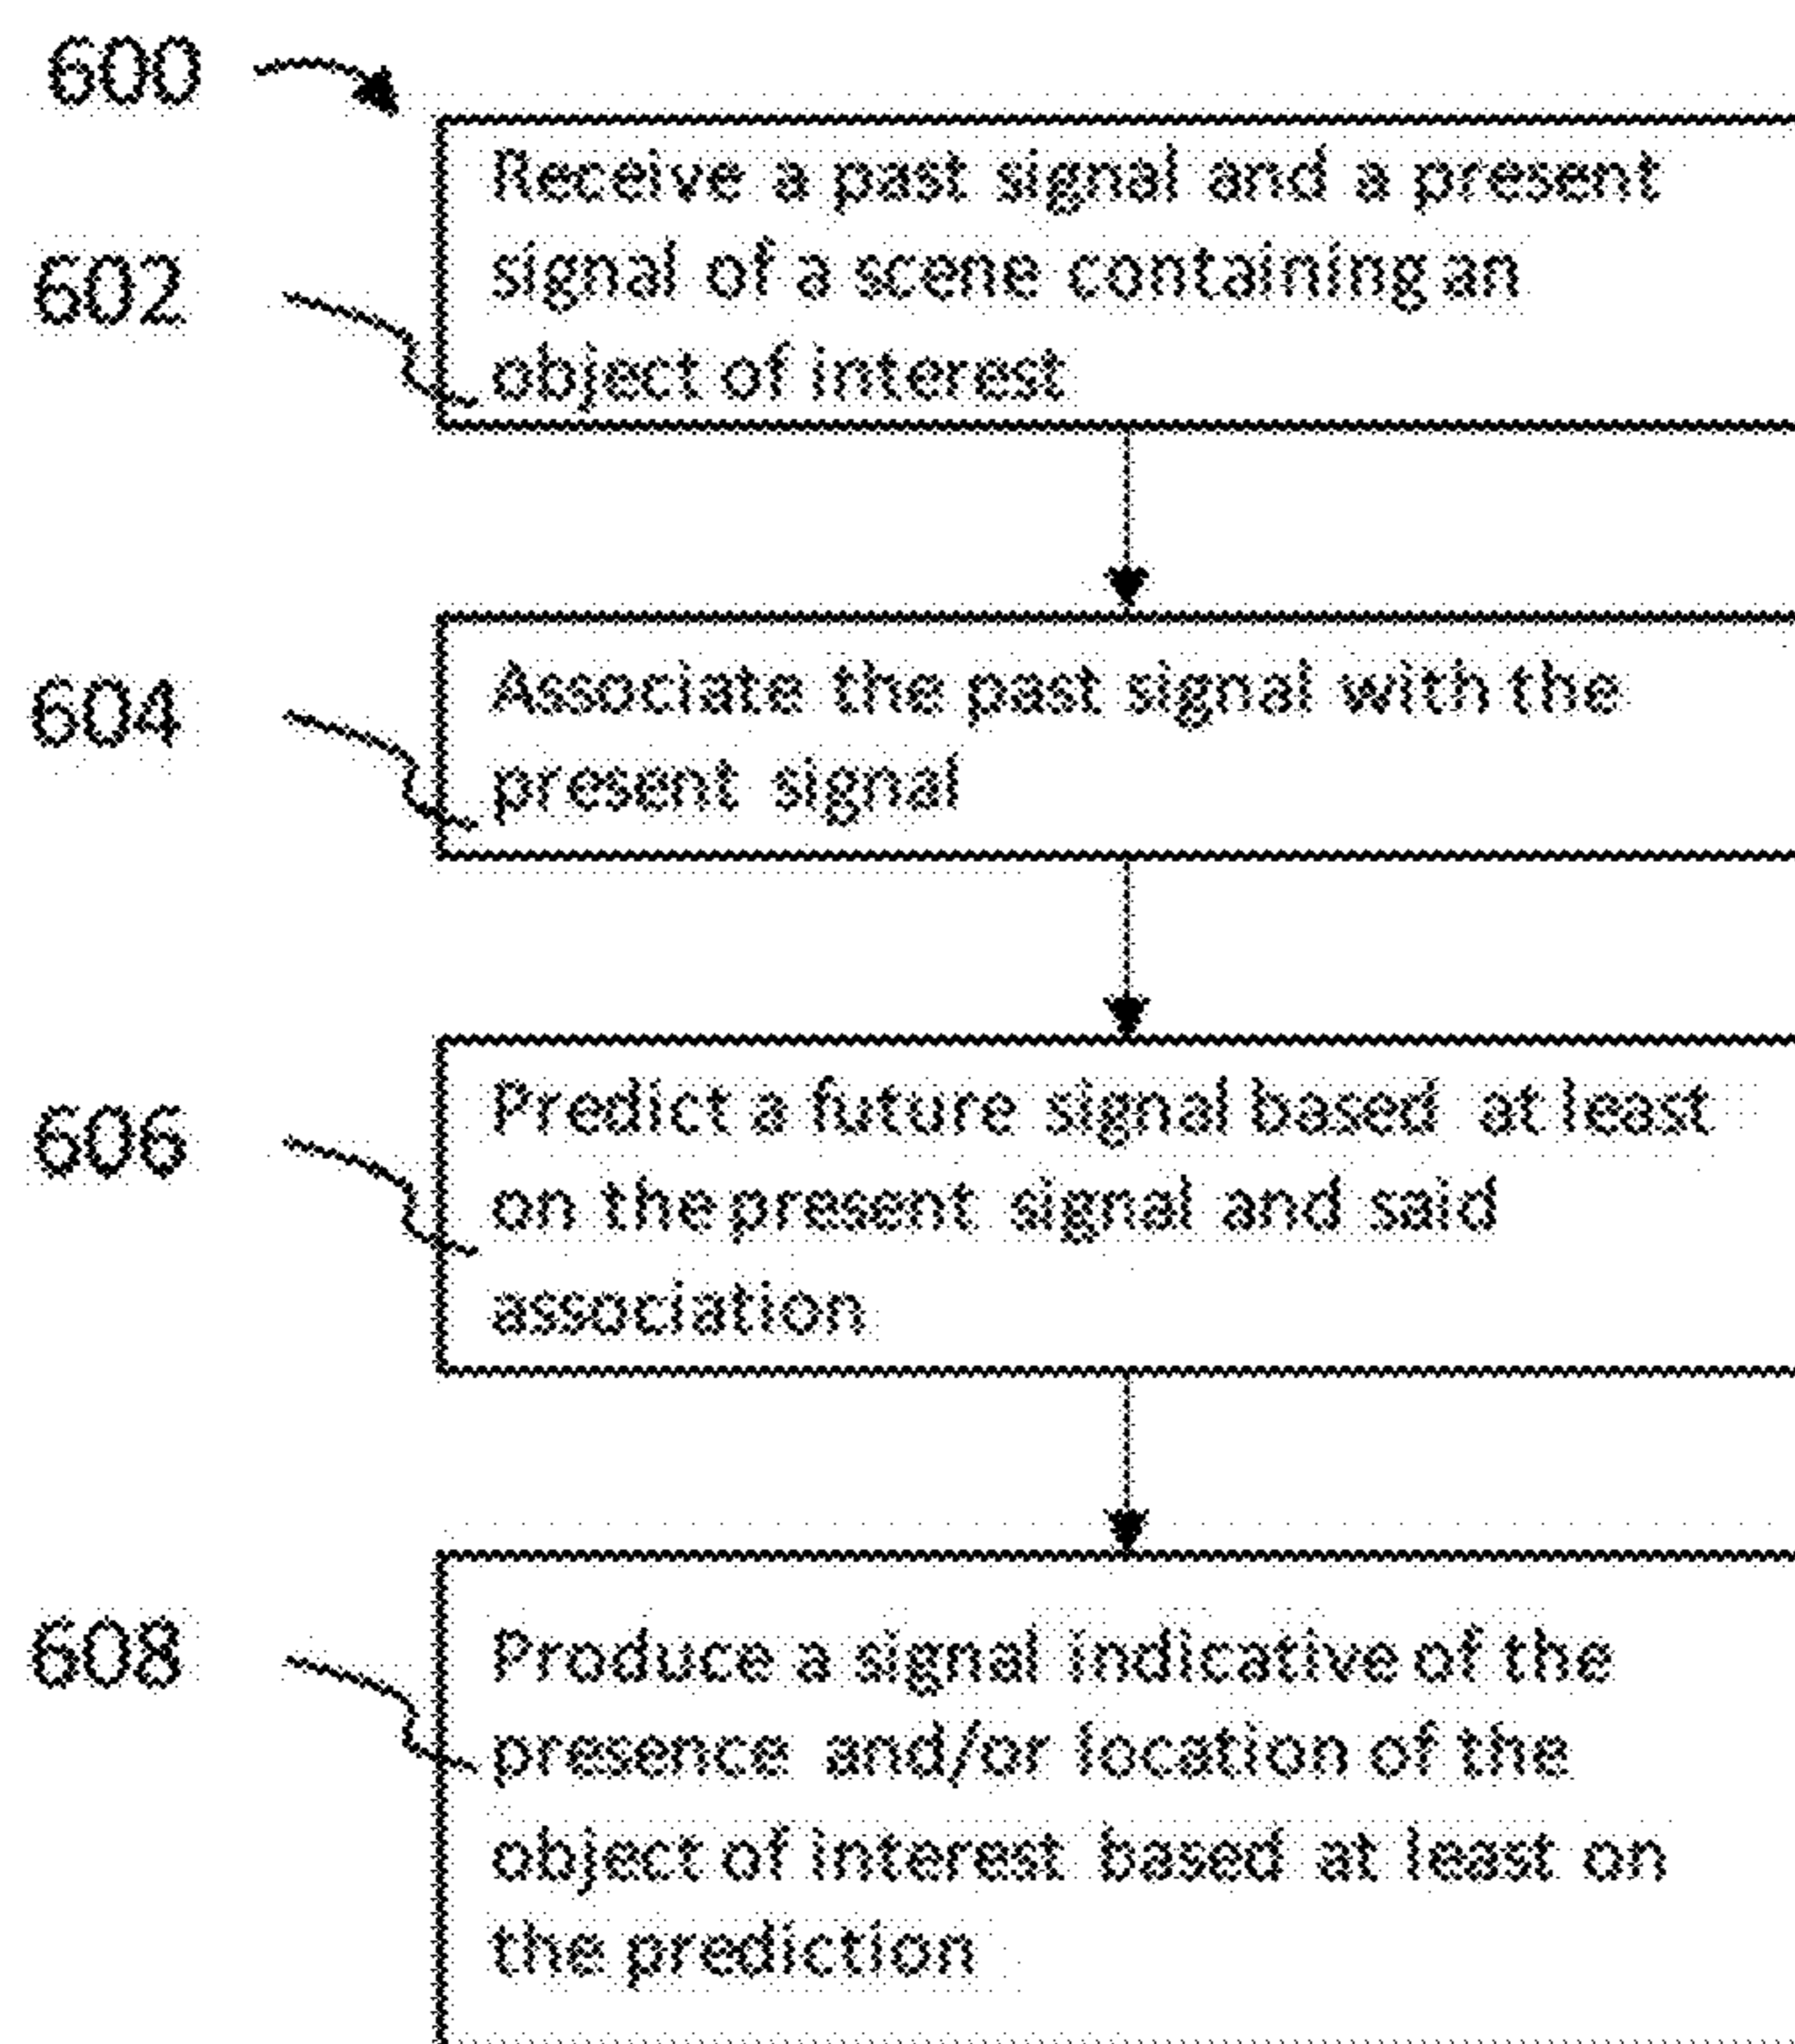 600
Receive a past signal and a present
signal of a scene containing an
602
object of interest
Associate the past signal with the
604
present signal
Predict a future signal based at least
606
on the present signal and said
association
608
Produce a signal indicative of the
presence and/or location of the
object of interest based at least on
the prediction